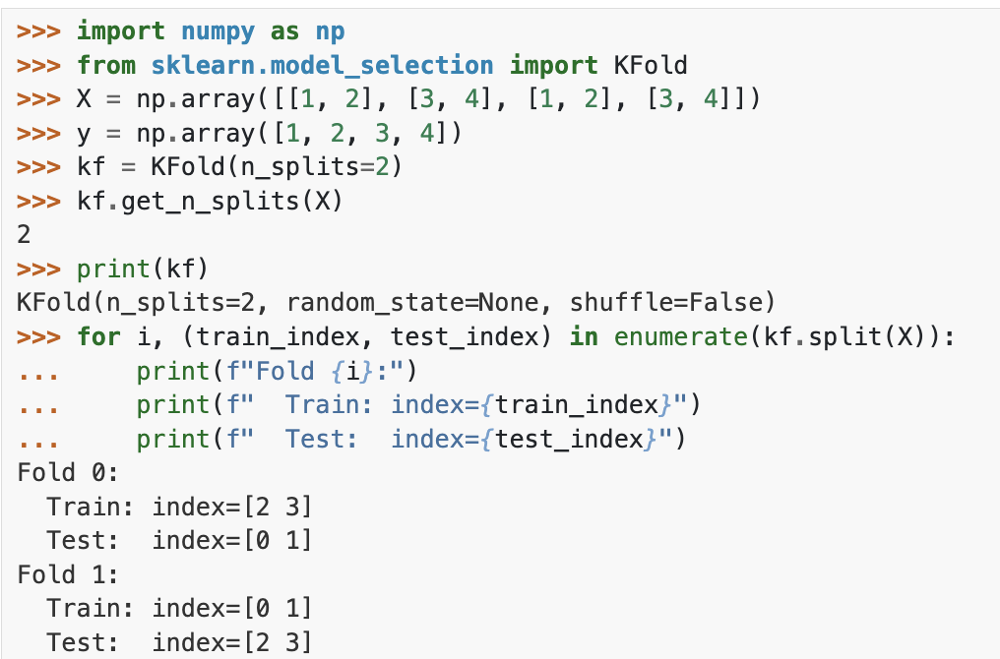 >>> import numpy as np
>>> from sklearn.model_selection import KFold
>>> X = np.array([[1, 2], [3, 4], [1, 2], [3, 4]])
>>> y = np.array([1, 2, 3, 4])
>>> kf = KFold(n_splits=2)
>>> kf.get_n_splits(X)
2
>>> print(kf)
KFold(n_splits=2, random_state=None, shuffle=False)
>>> for i, (train_index, test_index) in enumerate(kf.split(X)):
...     print(f"Fold {i}:")
...     print(f"  Train: index={train_index}")
...     print(f"  Test:  index={test_index}")
Fold 0:
  Train: index=[2 3]
  Test:  index=[0 1]
Fold 1:
  Train: index=[0 1]
  Test:  index=[2 3]